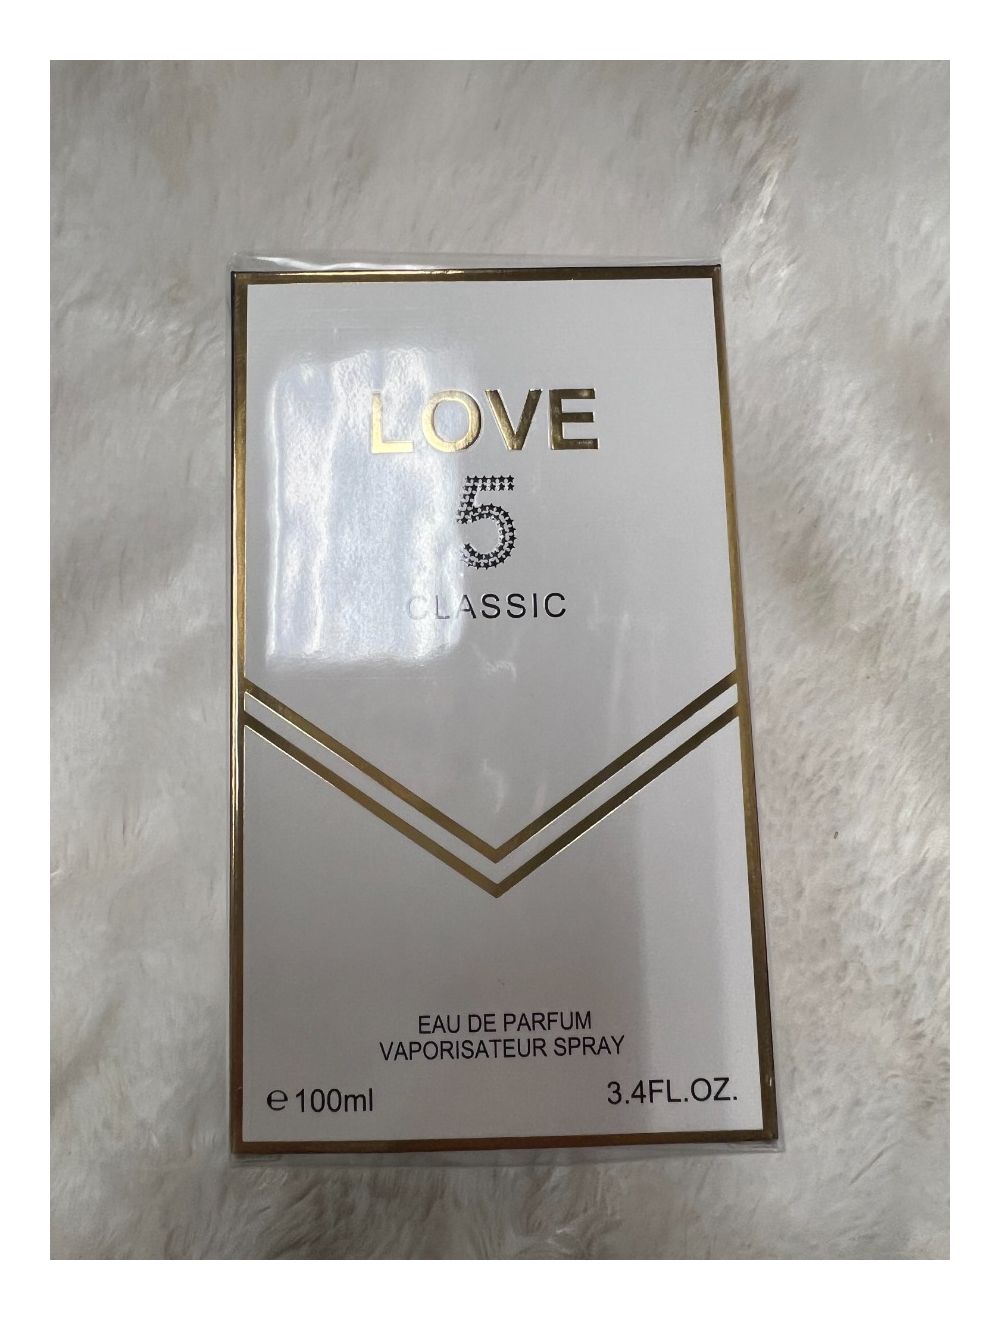 LOVE
5
CLASSIC
EAU DE PARFUM
VAPORISATEUR SPRAY
℮ 100ml
3.4FL.OZ.